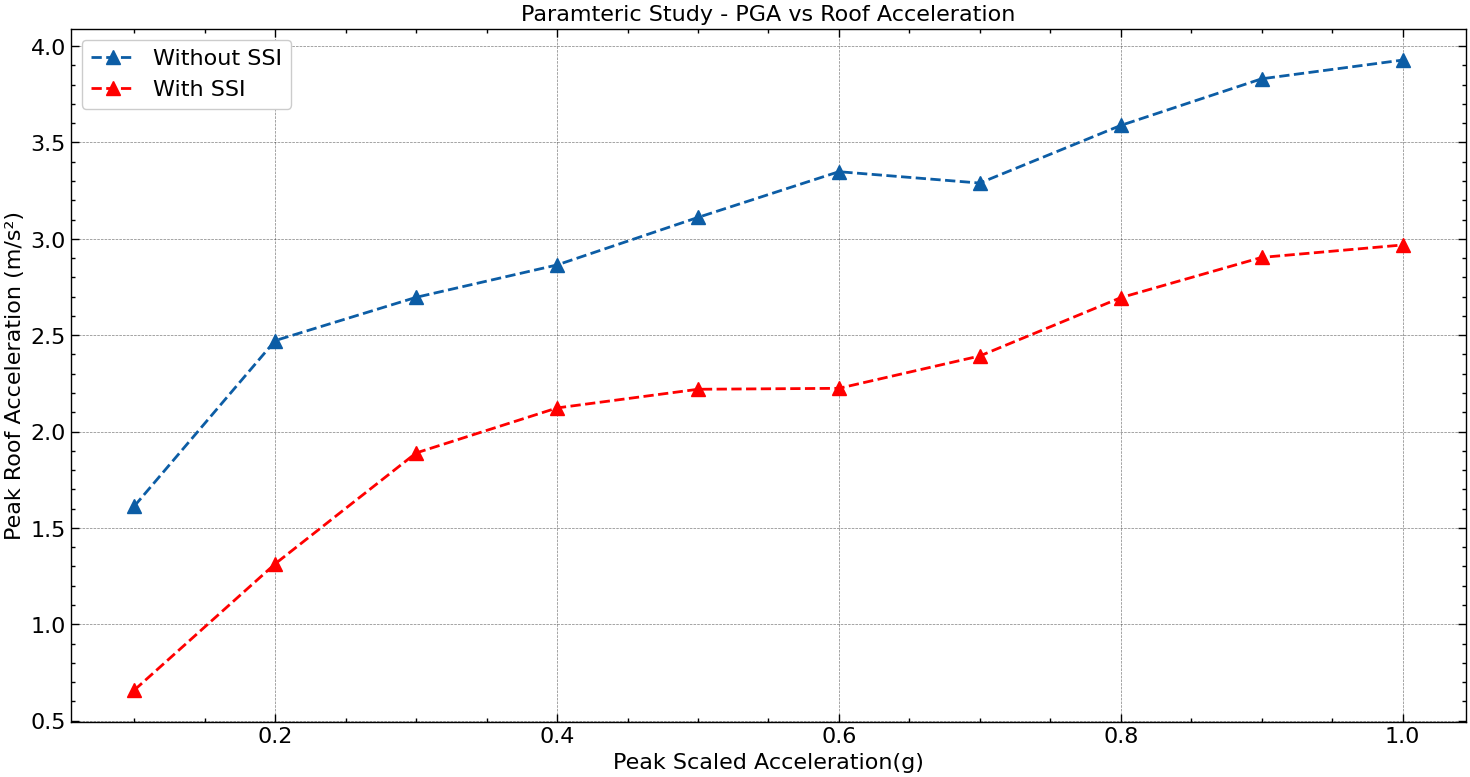 Paramteric Study - PGA vs Roof Acceleration
Without SSI
With SSI
Peak Roof Acceleration (m/s²)
4.0
3.5
3.0
2.5
2.0
1.5
1.0
0.5
0.2 0.4 0.6 0.8 1.0
Peak Scaled Acceleration(g)